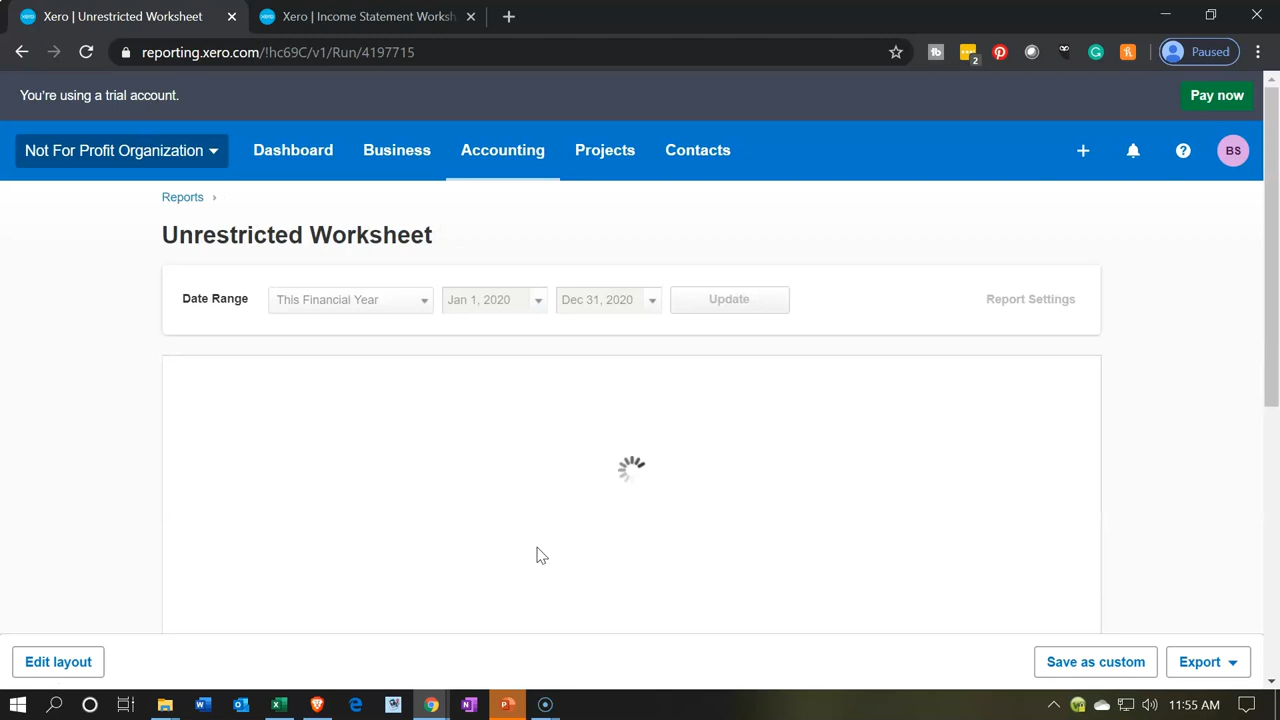 Xero | Unrestricted Worksheet
Xero | Income Statement Worksh
reporting.xero.com/!hc69C/v1/Run/4197715
2
Paused
You're using a trial account.
Pay now
Not For Profit Organization
Dashboard
Business
Accounting
Projects
Contacts
BS
Reports
Unrestricted Worksheet
Date Range
This Financial Year
Jan 1, 2020
Dec 31, 2020
Update
Report Settings
Edit layout
Save as custom
Export
11:55 AM